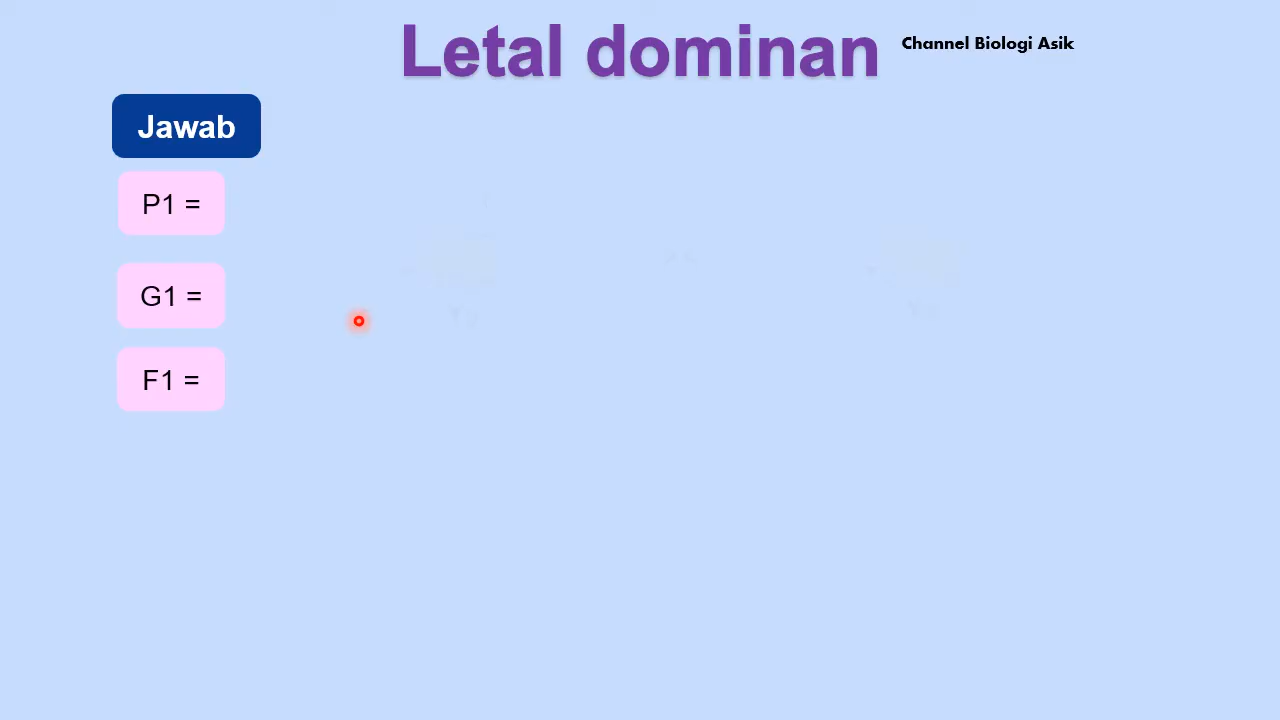 Letal dominan
Channel Biologi Asik
Jawab
P1 =
G1 =
F1 =